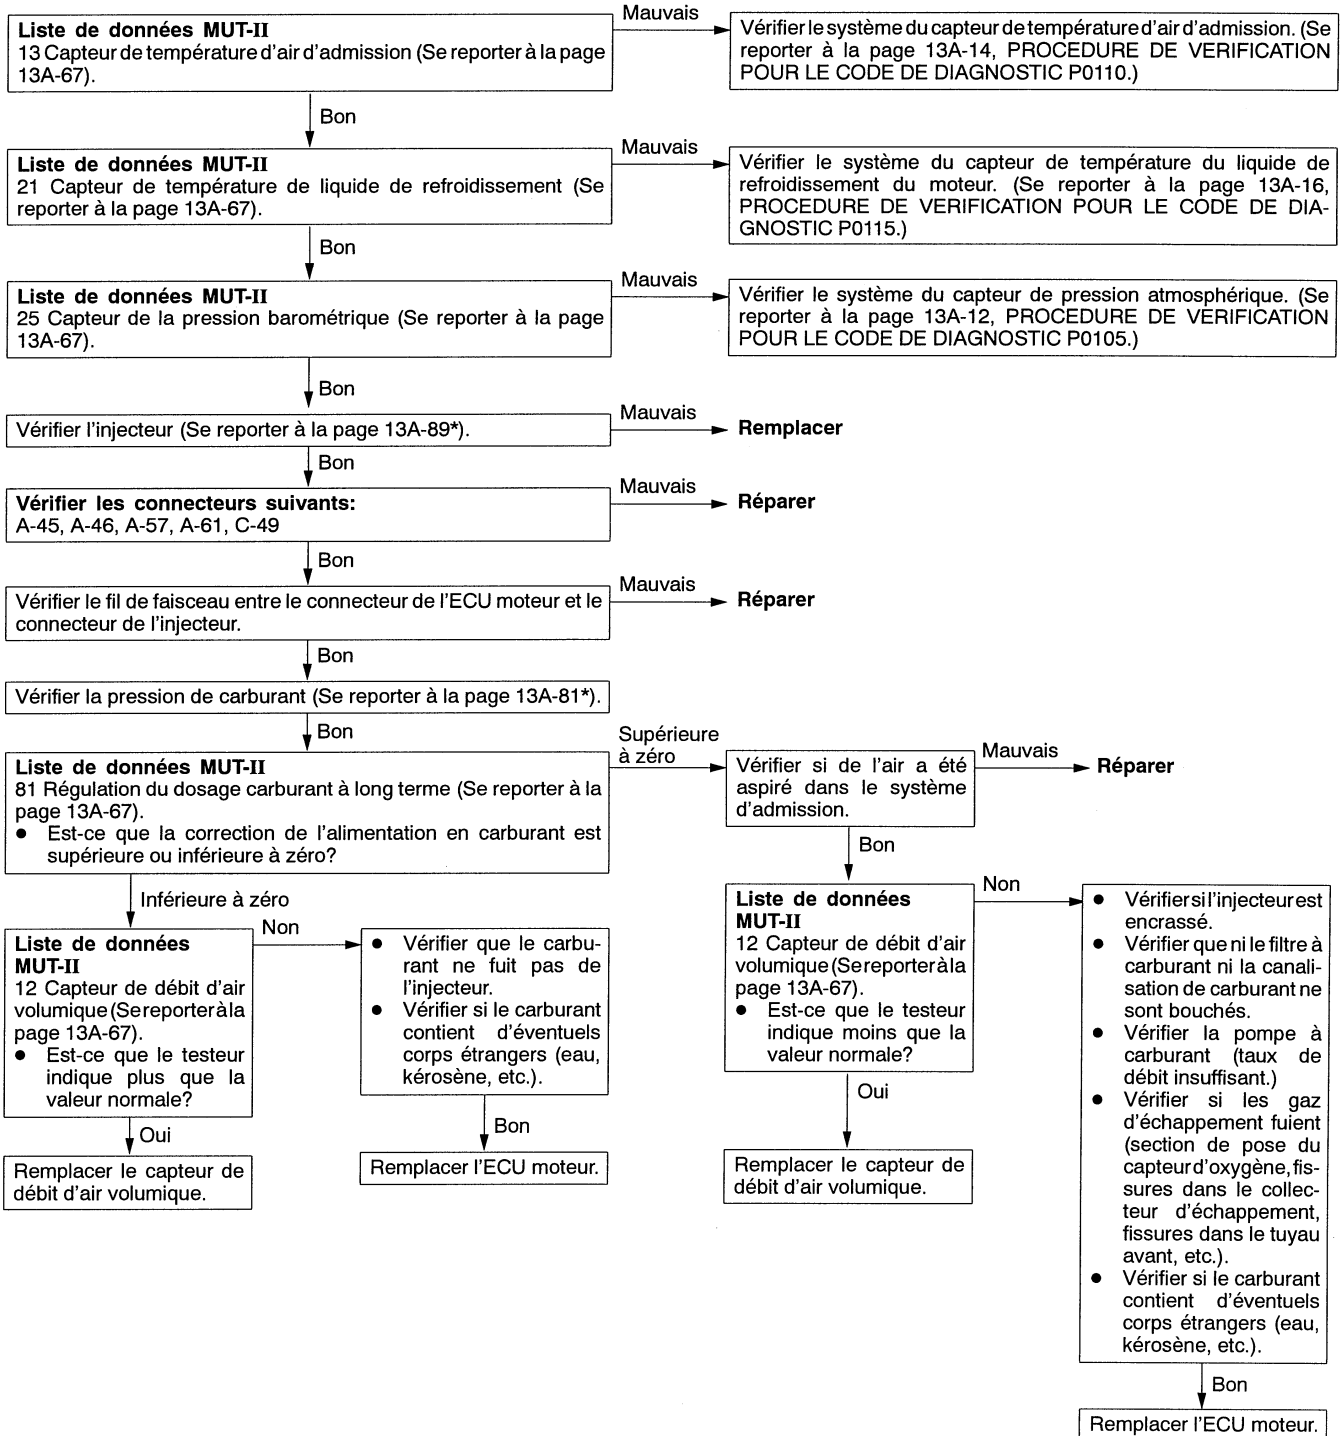 Liste de données MUT-II
13 Capteur de température d'air d'admission (Se reporter à la page
13A-67).
Mauvais
Vérifier le système du capteur de température d'air d'admission. (Se
reporter à la page 13A-14, PROCEDURE DE VERIFICATION
POUR LE CODE DE DIAGNOSTIC P0110.)
Bon
Liste de données MUT-II
21 Capteur de température de liquide de refroidissement (Se
reporter à la page 13A-67).
Mauvais
Vérifier le système du capteur de température du liquide de
refroidissement du moteur. (Se reporter à la page 13A-16,
PROCEDURE DE VERIFICATION POUR LE CODE DE DIA-
GNOSTIC P0115.)
Bon
Liste de données MUT-II
25 Capteur de la pression barométrique (Se reporter à la page
13A-67).
Mauvais
Vérifier le système du capteur de pression atmosphérique. (Se
reporter à la page 13A-12, PROCEDURE DE VERIFICATION
POUR LE CODE DE DIAGNOSTIC P0105.)
Bon
Vérifier l'injecteur (Se reporter à la page 13A-89*).
Mauvais
Remplacer
Bon
Vérifier les connecteurs suivants:
A-45, A-46, A-57, A-61, C-49
Mauvais
Réparer
Bon
Vérifier le fil de faisceau entre le connecteur de l'ECU moteur et le
connecteur de l'injecteur.
Mauvais
Réparer
Bon
Vérifier la pression de carburant (Se reporter à la page 13A-81*).
Bon
Liste de données MUT-II
81 Régulation du dosage carburant à long terme (Se reporter à la
page 13A-67).
● Est-ce que la correction de l'alimentation en carburant est
supérieure ou inférieure à zéro?
Supérieure
à zéro
Vérifier si de l'air a été
aspiré dans le système
d'admission.
Mauvais
Réparer
Bon
Inférieure à zéro
Liste de données
MUT-II
12 Capteur de débit d'air
volumique (Se reporter à la
page 13A-67).
● Est-ce que le testeur
indique plus que la
valeur normale?
Non
● Vérifier que le carbu-
rant ne fuit pas de
l'injecteur.
● Vérifier si le carburant
contient d'éventuels
corps étrangers (eau,
kérosène, etc.).
Oui
Remplacer le capteur de
débit d'air volumique.
Bon
Remplacer l'ECU moteur.
Liste de données
MUT-II
12 Capteur de débit d'air
volumique (Se reporter à la
page 13A-67).
● Est-ce que le testeur
indique moins que la
valeur normale?
Non
● Vérifier si l'injecteur est
encrassé.
● Vérifier que ni le filtre à
carburant ni la canali-
sation de carburant ne
sont bouchés.
● Vérifier la pompe à
carburant (taux de
débit insuffisant.)
● Vérifier si les gaz
d'échappement fuient
(section de pose du
capteur d'oxygène, fis-
sures dans le collec-
teur d'échappement,
fissures dans le tuyau
avant, etc.).
● Vérifier si le carburant
contient d'éventuels
corps étrangers (eau,
kérosène, etc.).
Oui
Remplacer le capteur de
débit d'air volumique.
Bon
Remplacer l'ECU moteur.